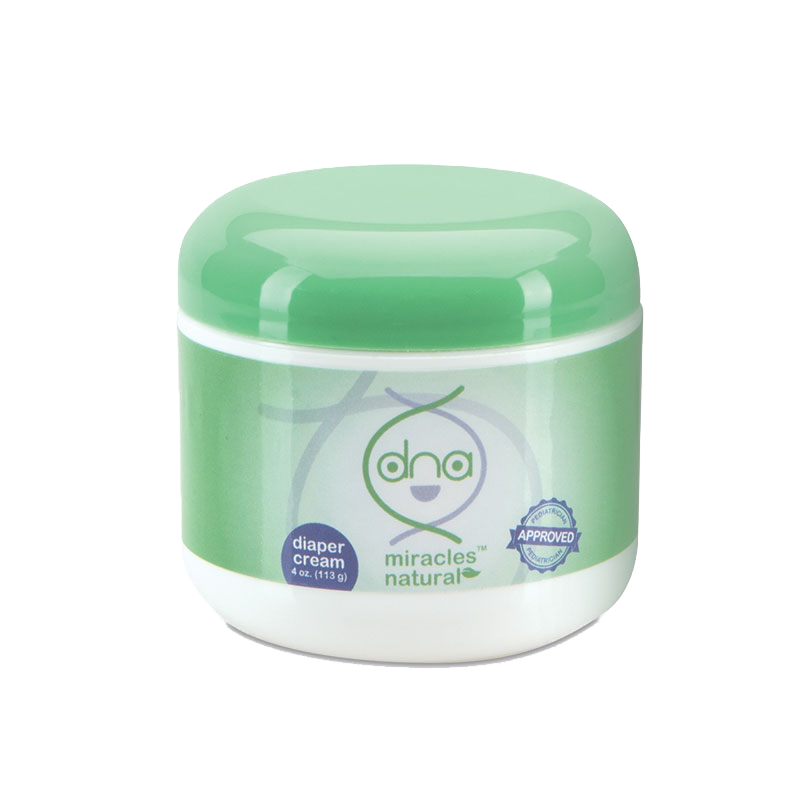 dna
miracles™
natural
diaper
cream
4 oz. (113 g)
PEDIATRICIAN
APPROVED
PEDIATRICIAN